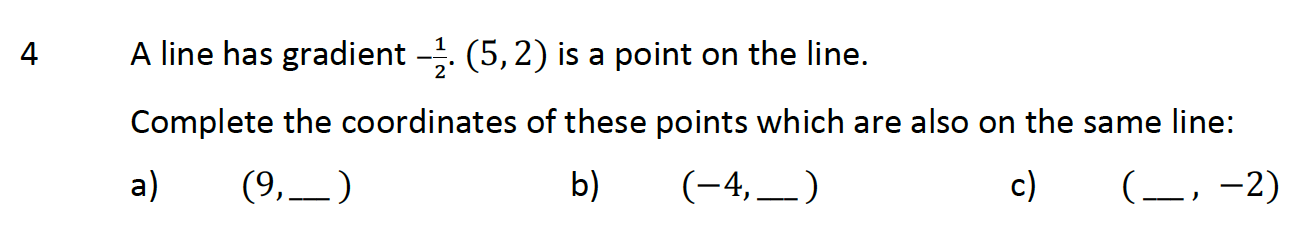 4 A line has gradient −½. (5, 2) is a point on the line.
Complete the coordinates of these points which are also on the same line:
a) (9, __ ) b) (−4, __ ) c) ( __ , −2)